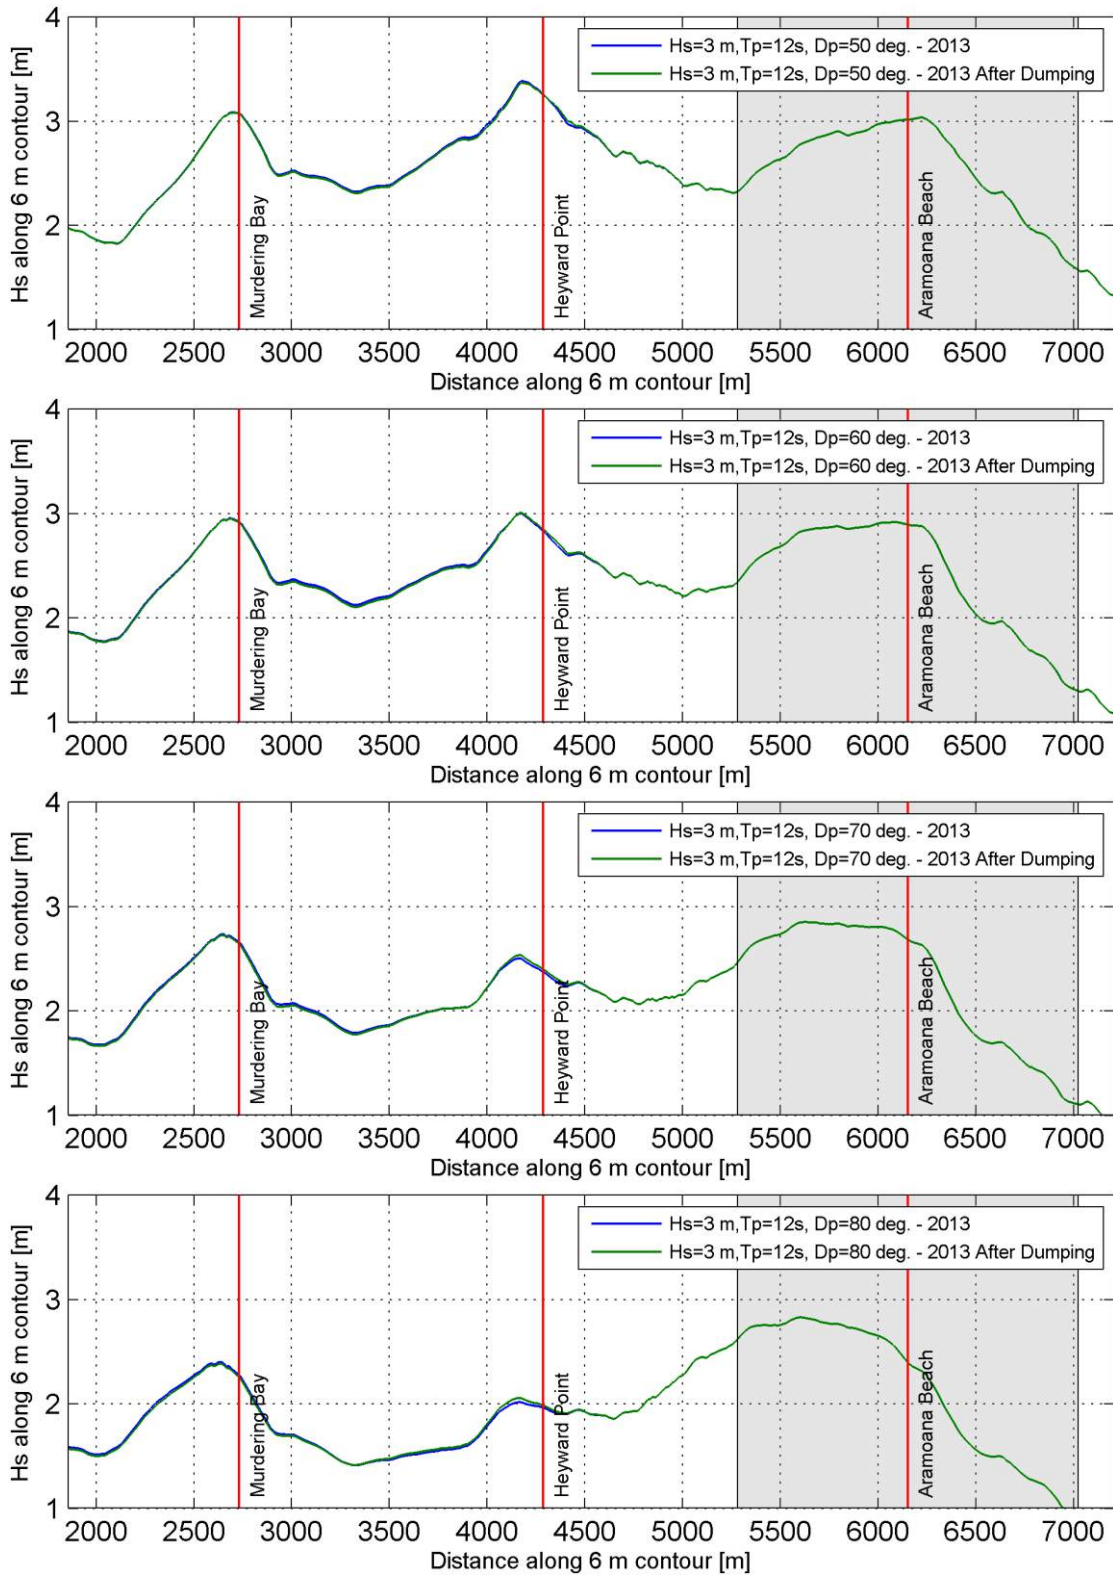 4
3
2
1
Hs along 6 m contour [m]
Hs=3 m,Tp=12s, Dp=50 deg. - 2013
Hs=3 m,Tp=12s, Dp=50 deg. - 2013 After Dumping
Murdering Bay
Heyward Point
Aramoana Beach
2000 2500 3000 3500 4000 4500 5000 5500 6000 6500 7000
Distance along 6 m contour [m]
4
3
2
1
Hs along 6 m contour [m]
Hs=3 m,Tp=12s, Dp=60 deg. - 2013
Hs=3 m,Tp=12s, Dp=60 deg. - 2013 After Dumping
Murdering Bay
Heyward Point
Aramoana Beach
2000 2500 3000 3500 4000 4500 5000 5500 6000 6500 7000
Distance along 6 m contour [m]
4
3
2
1
Hs along 6 m contour [m]
Hs=3 m,Tp=12s, Dp=70 deg. - 2013
Hs=3 m,Tp=12s, Dp=70 deg. - 2013 After Dumping
Murdering Bay
Heyward Point
Aramoana Beach
2000 2500 3000 3500 4000 4500 5000 5500 6000 6500 7000
Distance along 6 m contour [m]
4
3
2
1
Hs along 6 m contour [m]
Hs=3 m,Tp=12s, Dp=80 deg. - 2013
Hs=3 m,Tp=12s, Dp=80 deg. - 2013 After Dumping
Murdering Bay
Heyward Point
Aramoana Beach
2000 2500 3000 3500 4000 4500 5000 5500 6000 6500 7000
Distance along 6 m contour [m]